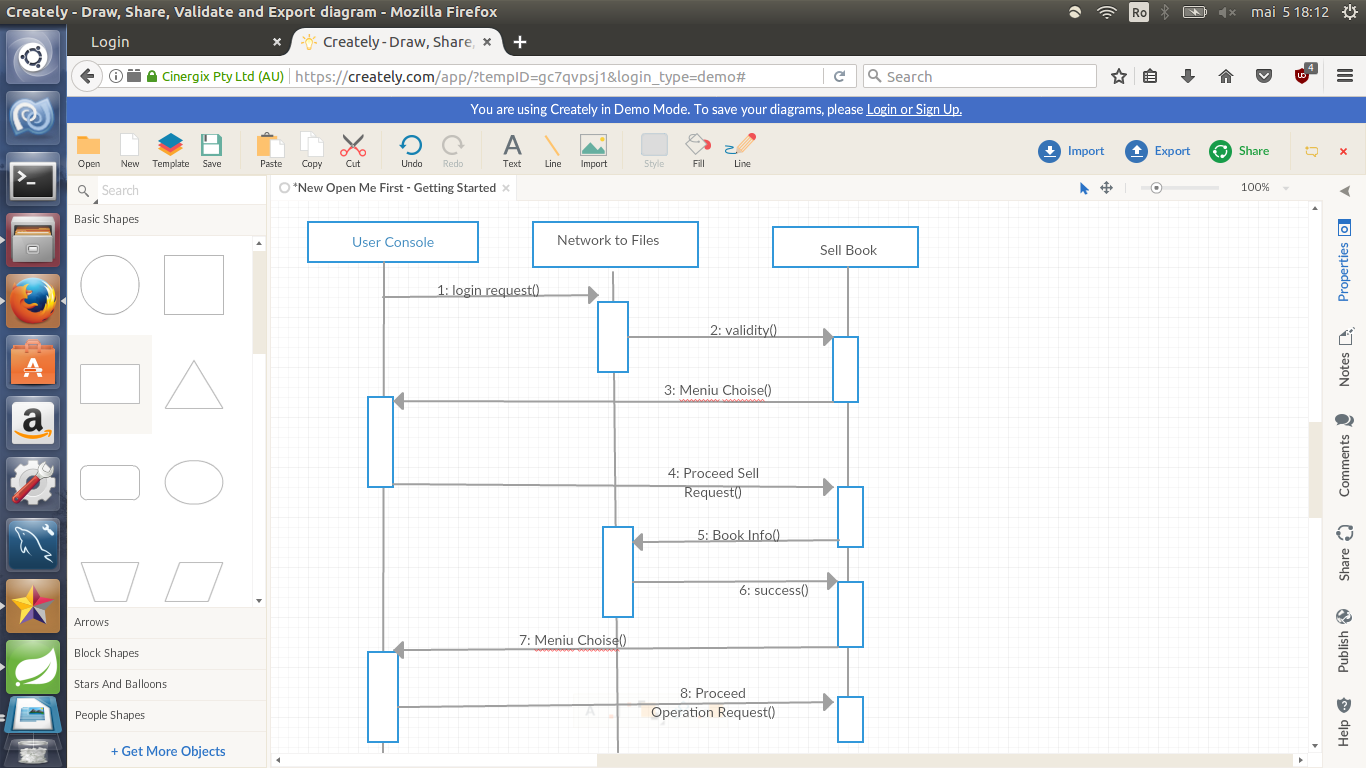 Creately - Draw, Share, Validate and Export diagram - Mozilla Firefox
Ro
mai 5 18:12
Login
Creately - Draw, Share,
Cinergix Pty Ltd (AU)
https://creately.com/app/?tempID=gc7qvpsj1&login_type=demo#
Search
4
You are using Creately in Demo Mode. To save your diagrams, please Login or Sign Up.
Open
New
Template
Save
Paste
Copy
Cut
Undo
Redo
Text
Line
Import
Style
Fill
Line
Import
Export
Share
Search
*New Open Me First - Getting Started
100%
Basic Shapes
Arrows
Block Shapes
Stars And Balloons
People Shapes
+ Get More Objects
User Console
Network to Files
Sell Book
1: login request()
2: validity()
3: Meniu Choise()
4: Proceed Sell
Request()
5: Book Info()
6: success()
7: Meniu Choise()
8: Proceed
Operation Request()
Properties
Notes
Comments
Share
Publish
Help